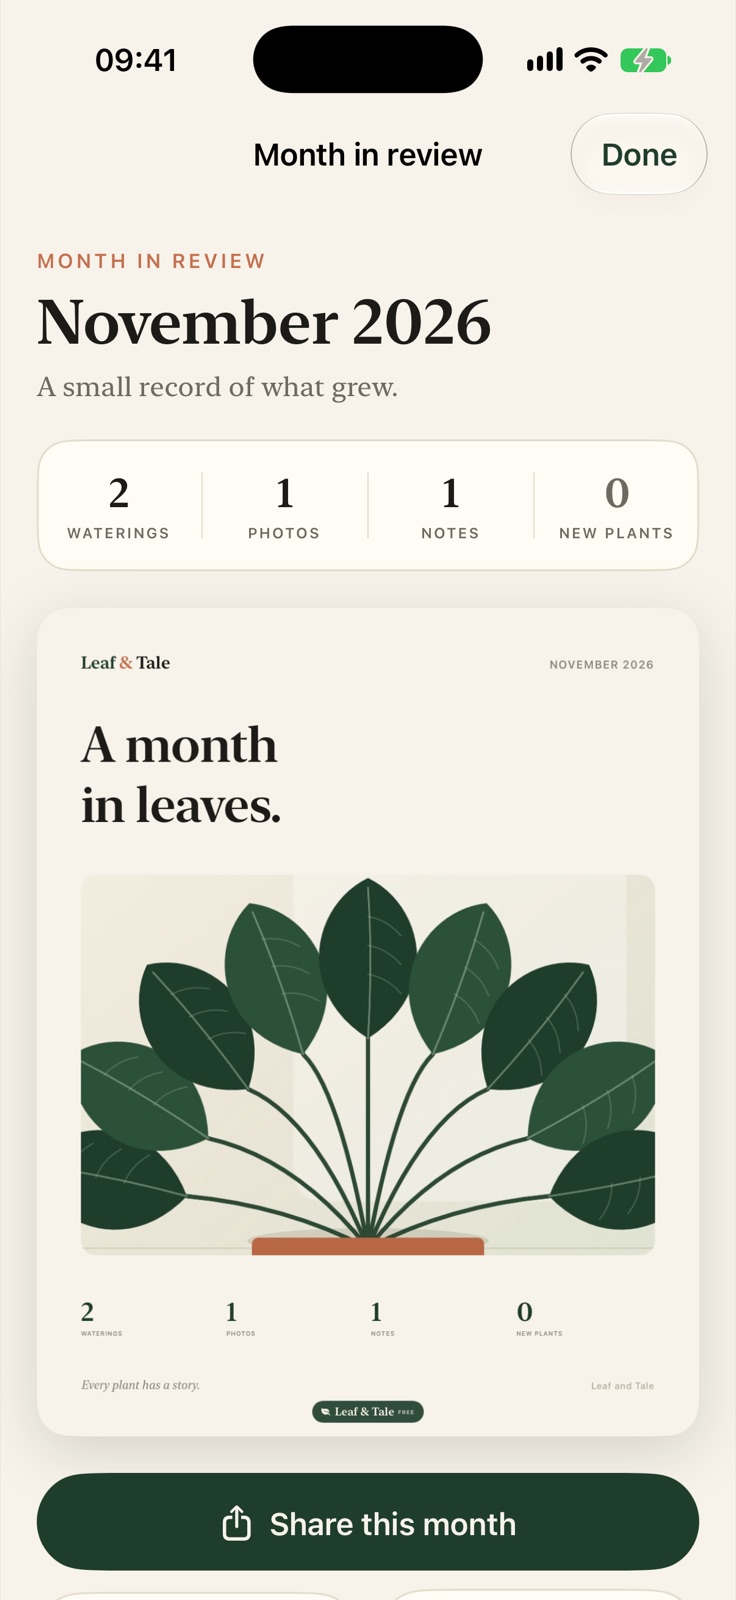 09:41
Month in review
Done
MONTH IN REVIEW
November 2026
A small record of what grew.
2 1 1 0
WATERINGS PHOTOS NOTES NEW PLANTS
Leaf & Tale NOVEMBER 2026
A month
in leaves.
2 1 1 0
WATERINGS PHOTOS NOTES NEW PLANTS
Every plant has a story. Leaf and Tale
Leaf & Tale FREE
Share this month